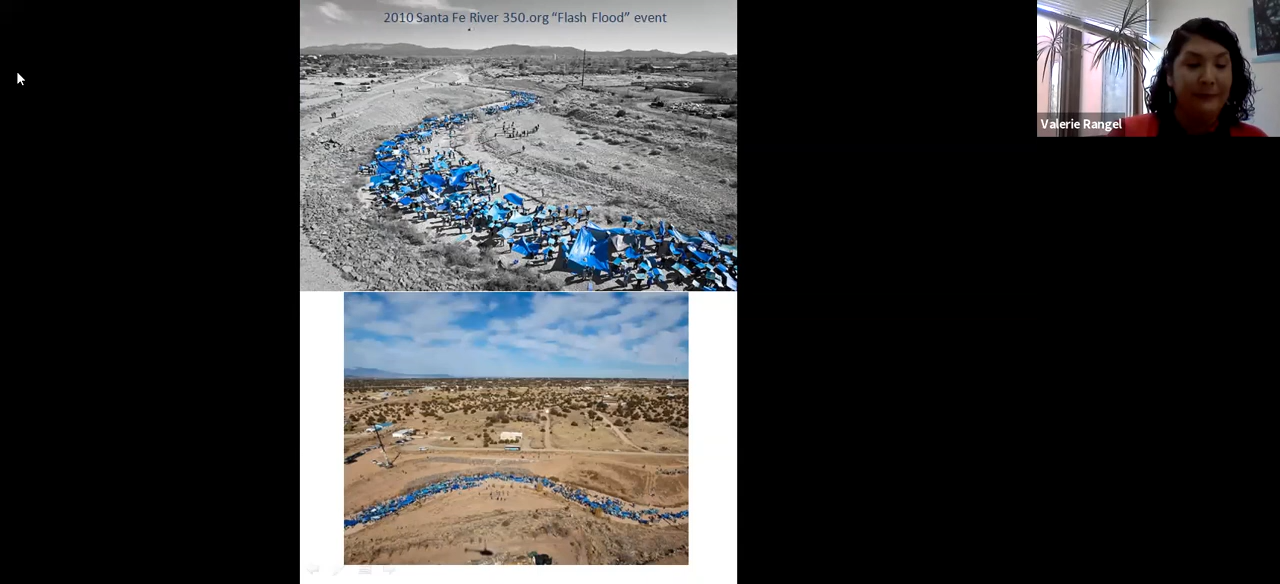 2010 Santa Fe River 350.org “Flash Flood” event
Valerie Rangel